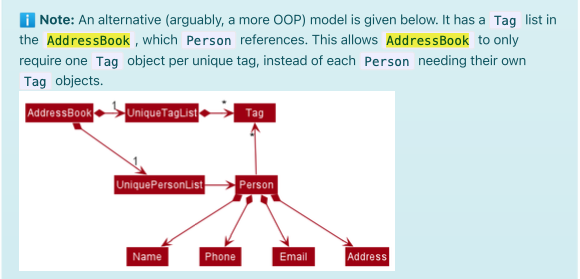 i Note: An alternative (arguably, a more OOP) model is given below. It has a Tag list in
the AddressBook , which Person references. This allows AddressBook to only
require one Tag object per unique tag, instead of each Person needing their own
Tag objects.
AddressBook 1 UniqueTagList * Tag
1 *
UniquePersonList Person
Name Phone Email Address